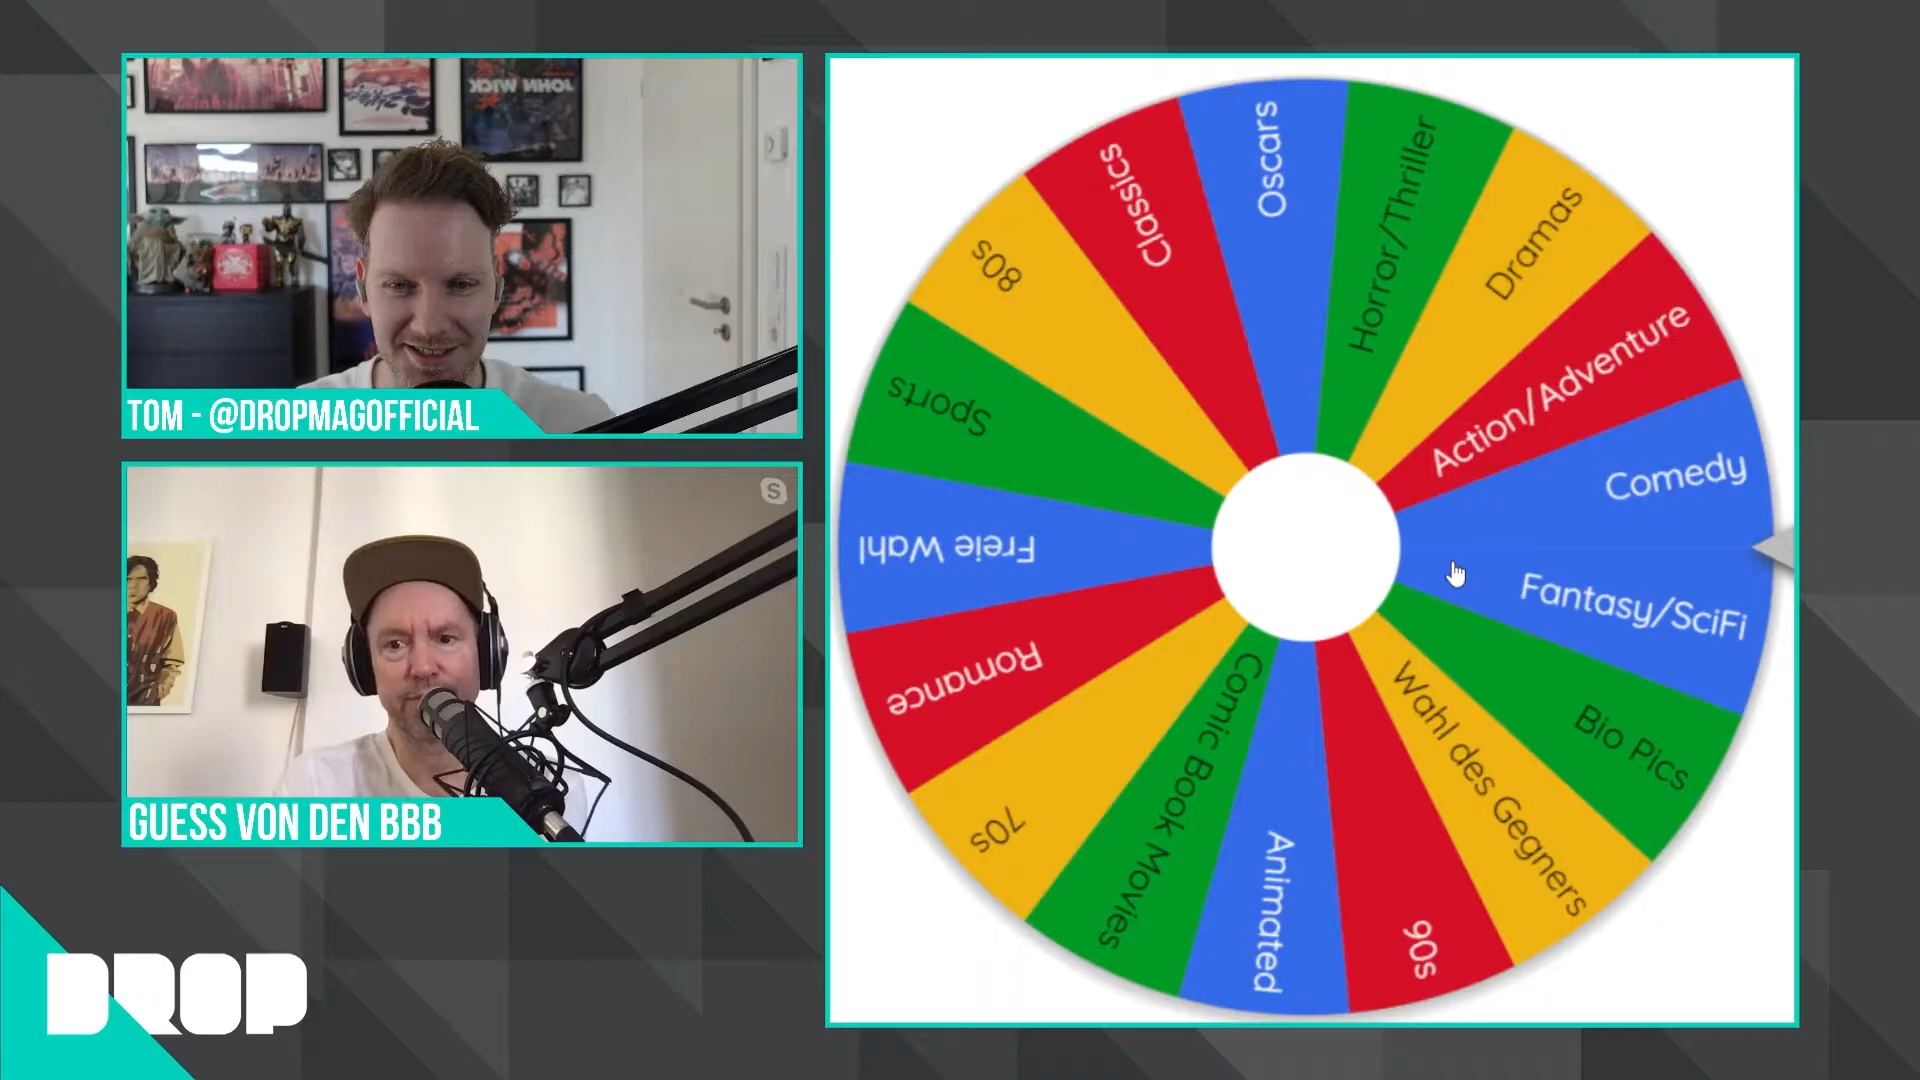 JOHN WICK
TOM - @DROPMAGOFFICIAL
S
GUESS VON DEN BBB
DROP
Oscars
Horror/Thriller
Dramas
Action/Adventure
Comedy
Fantasy/SciFi
Bio Pics
Wahl des Gegners
90s
Animated
Comic Book Movies
70s
Romance
Freie Wahl
Sports
80s
Classics